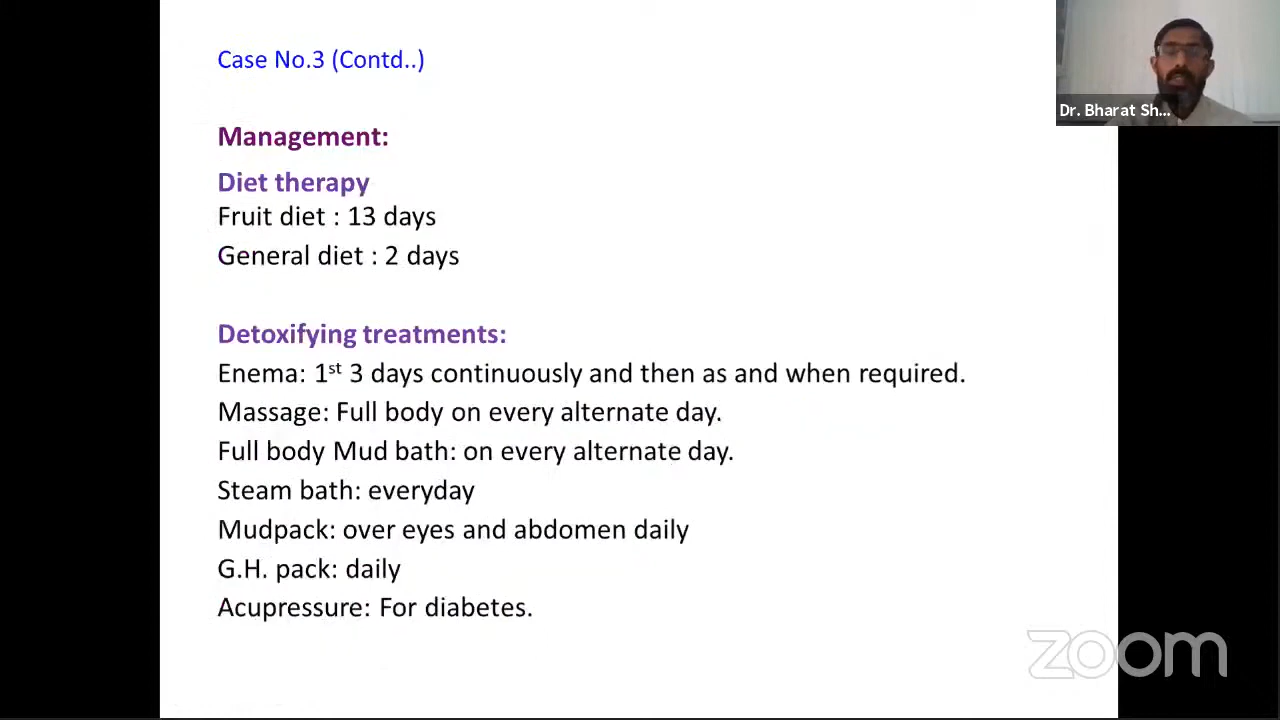 Case No.3 (Contd..)
Dr. Bharat Sh...
Management:
Diet therapy
Fruit diet : 13 days
General diet : 2 days
Detoxifying treatments:
Enema: 1st 3 days continuously and then as and when required.
Massage: Full body on every alternate day.
Full body Mud bath: on every alternate day.
Steam bath: everyday
Mudpack: over eyes and abdomen daily
G.H. pack: daily
Acupressure: For diabetes.
zoom